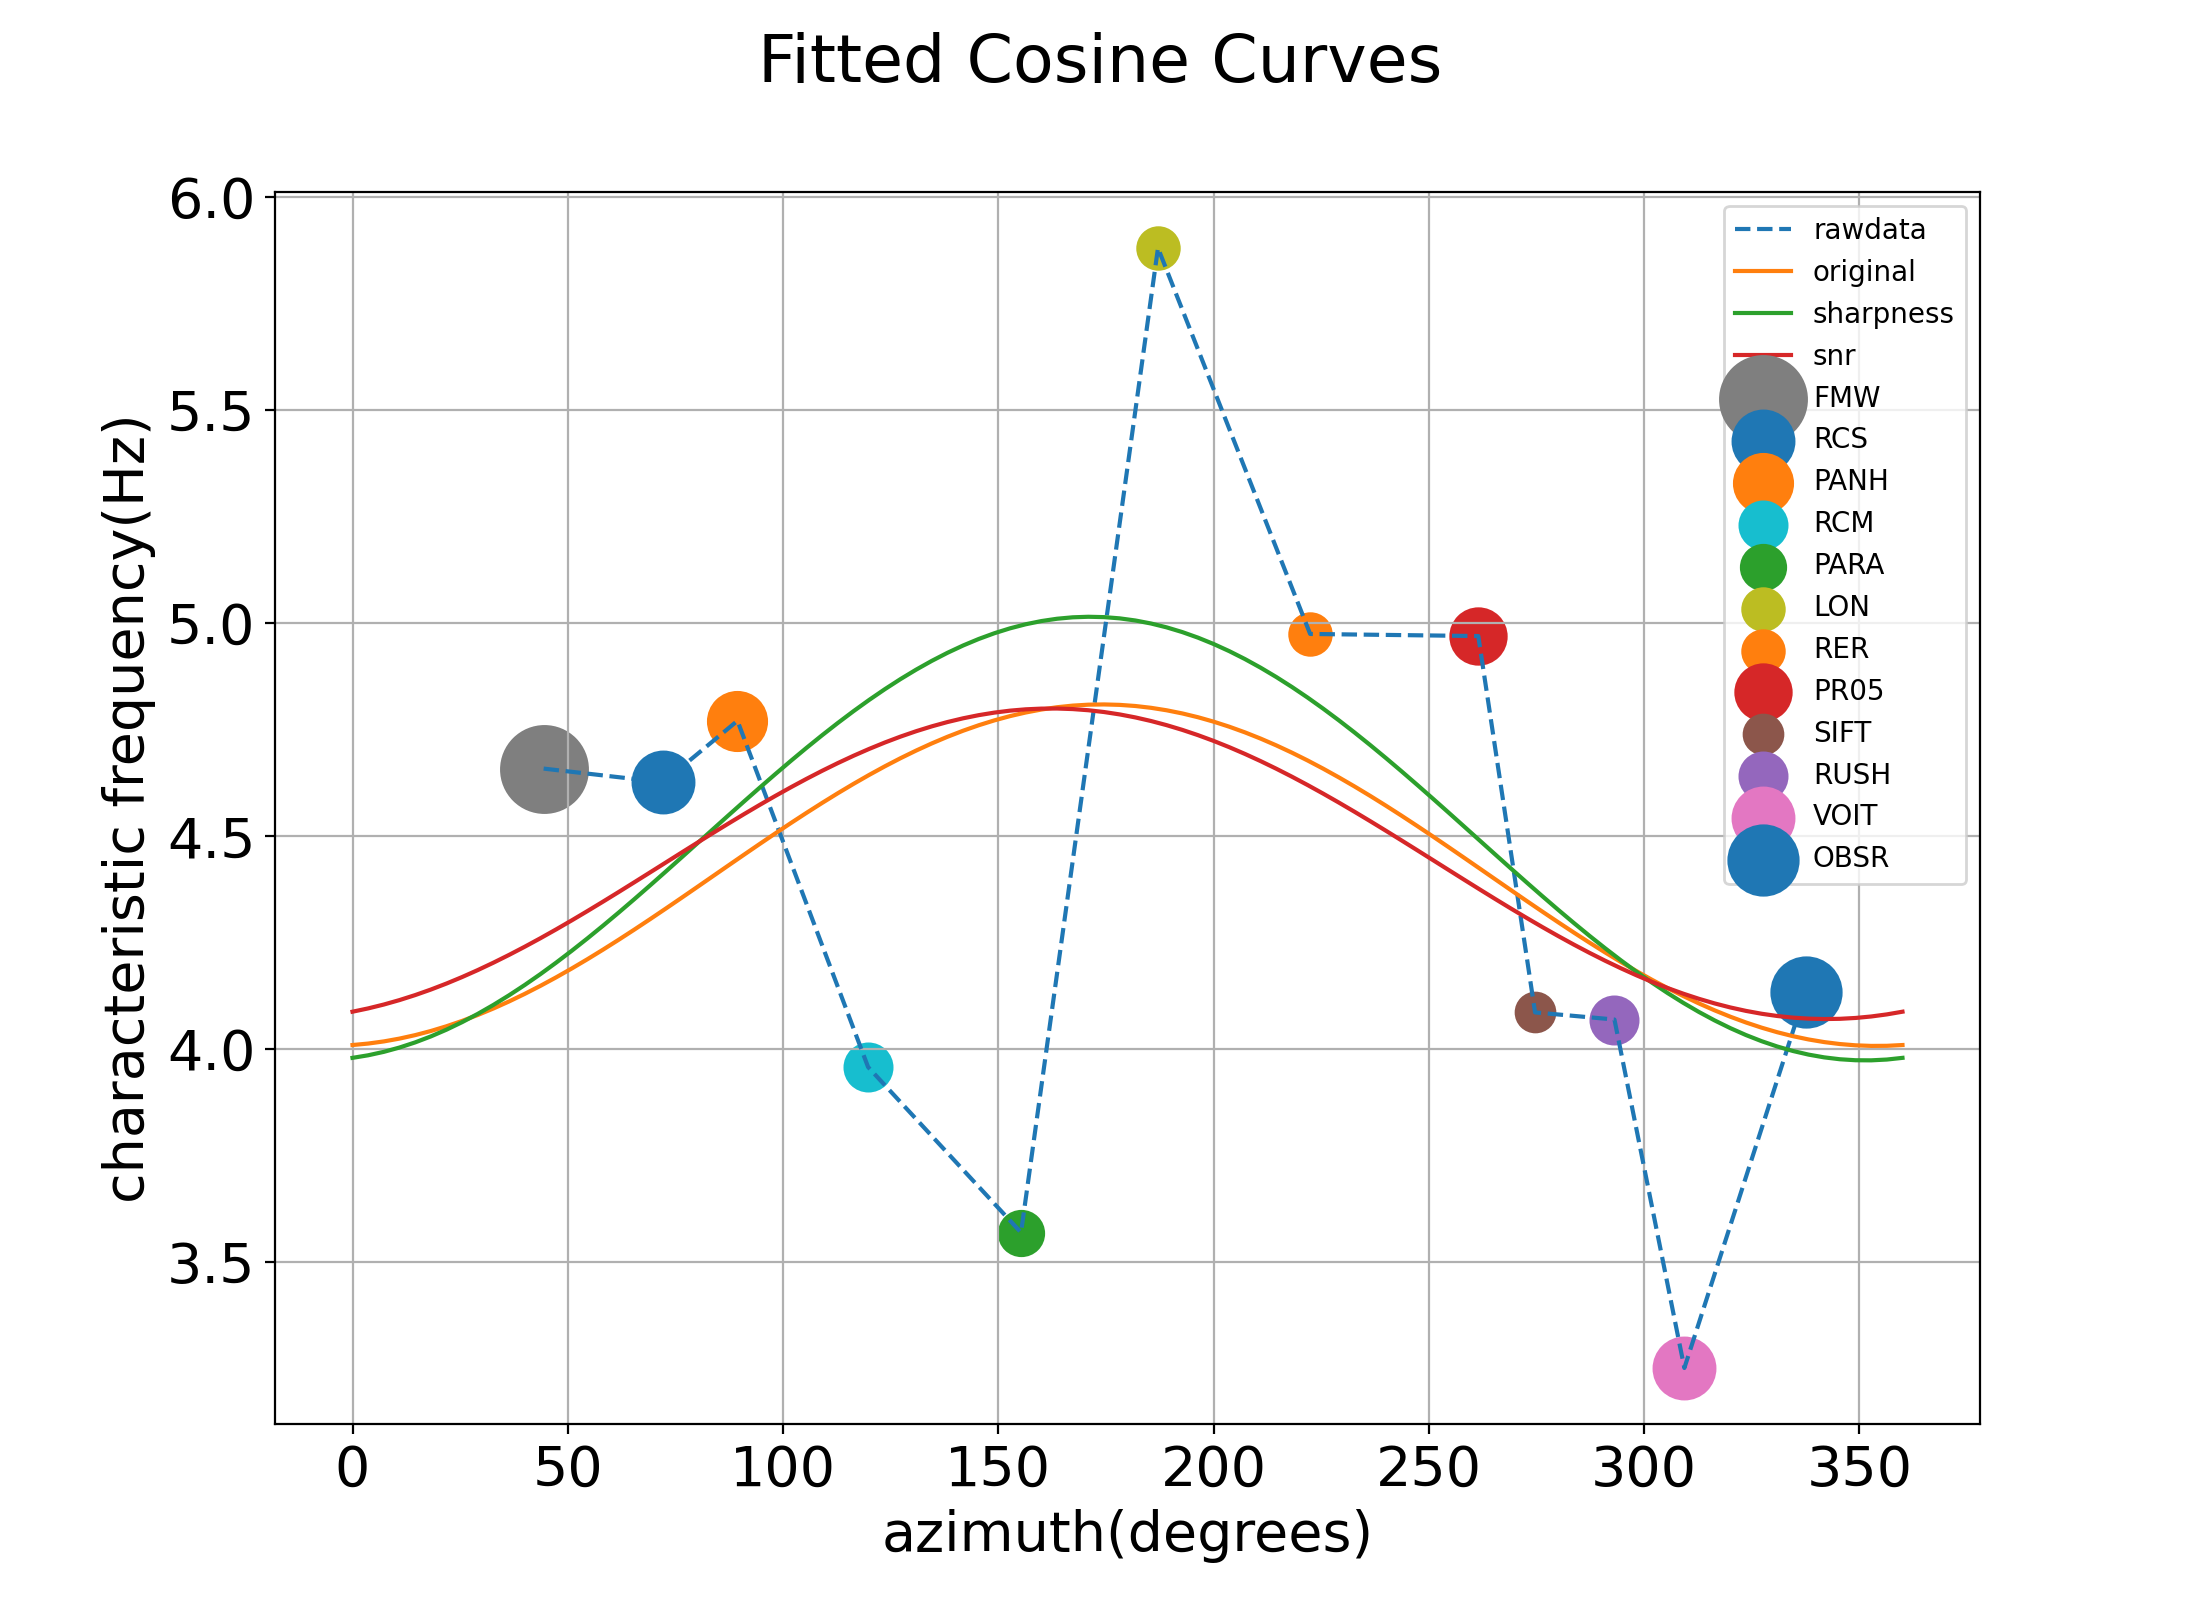 Fitted Cosine Curves
6.0
5.5
5.0
4.5
4.0
3.5
characteristic frequency(Hz)
rawdata
original
sharpness
snr
FMW
RCS
PANH
RCM
PARA
LON
RER
PR05
SIFT
RUSH
VOIT
OBSR
0 50 100 150 200 250 300 350
azimuth(degrees)